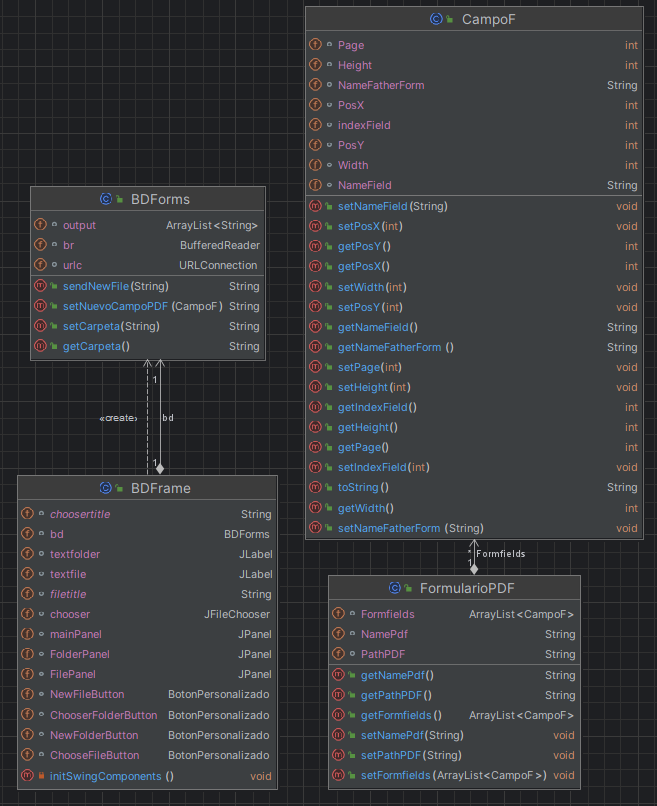 CampoF
Page int
Height int
NameFatherForm String
PosX int
indexField int
PosY int
Width int
NameField String
setNameField(String) void
setPosX(int) void
getPosY() int
getPosX() int
setWidth(int) void
setPosY(int) void
getNameField() String
getNameFatherForm () String
setPage(int) void
setHeight(int) void
getIndexField() int
getHeight() int
getPage() int
setIndexField(int) void
toString() String
getWidth() int
setNameFatherForm (String) void
BDForms
output ArrayList<String>
br BufferedReader
urlc URLConnection
sendNewFile(String) String
setNuevoCampoPDF (CampoF) String
setCarpeta(String) String
getCarpeta() String
1
«create» bd
1
BDFrame
choosertitle String
bd BDForms
textfolder JLabel
textfile JLabel
filetitle String
chooser JFileChooser
mainPanel JPanel
FolderPanel JPanel
FilePanel JPanel
NewFileButton BotonPersonalizado
ChooserFolderButton BotonPersonalizado
NewFolderButton BotonPersonalizado
ChooseFileButton BotonPersonalizado
initSwingComponents () void
* Formfields
1
FormularioPDF
Formfields ArrayList<CampoF>
NamePdf String
PathPDF String
getNamePdf() String
getPathPDF() String
getFormfields() ArrayList<CampoF>
setNamePdf(String) void
setPathPDF(String) void
setFormfields(ArrayList<CampoF>) void